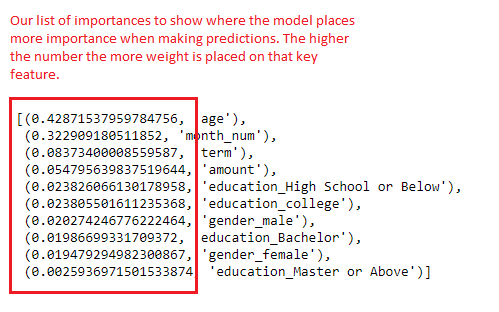 Our list of importances to show where the model places
more importance when making predictions. The higher
the number the more weight is placed on that key
feature.
[(0.42871537959784756, age'),
(0.322909180511852, 'month_num'),
(0.08373400008559587, term'),
(0.054795639837519644, 'amount'),
(0.023826066130178958, 'education_High School or Below'),
(0.023805501611235368, 'education_college'),
(0.020274246776222464, 'gender_male'),
(0.01986699331709372, education_Bachelor'),
(0.019479294982300867, 'gender_female'),
(0.0025936971501533874 'education_Master or Above')]